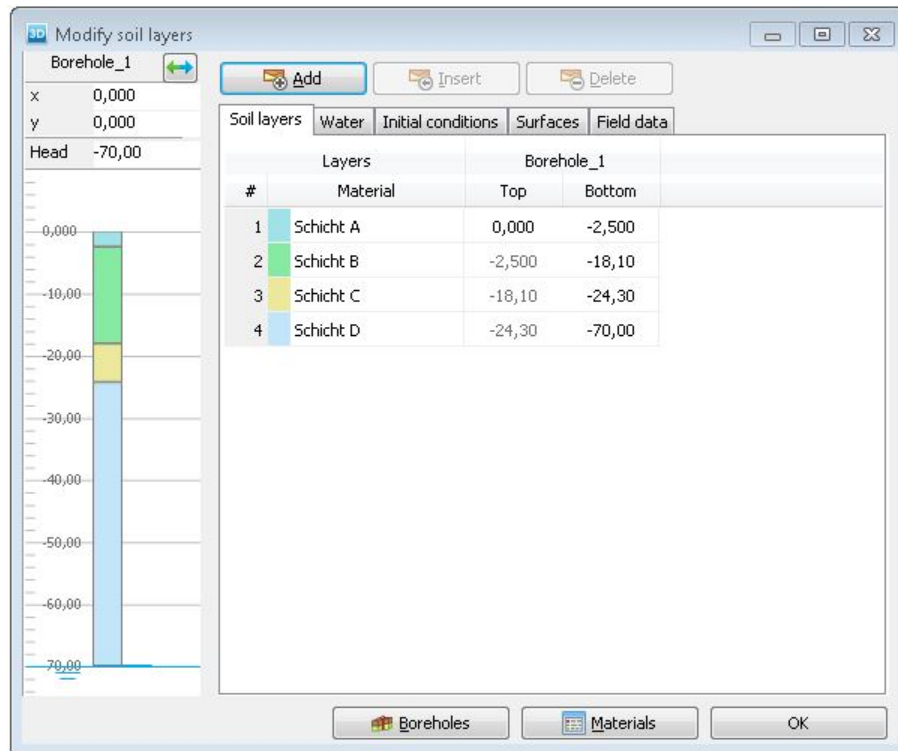 3D Modify soil layers
Borehole_1
x 0,000
y 0,000
Head -70,00
0,000
-10,00
-20,00
-30,00
-40,00
-50,00
-60,00
-70,00
Add Insert Delete
Soil layers Water Initial conditions Surfaces Field data
Layers Borehole_1
# Material Top Bottom
1 Schicht A 0,000 -2,500
2 Schicht B -2,500 -18,10
3 Schicht C -18,10 -24,30
4 Schicht D -24,30 -70,00
Boreholes Materials OK